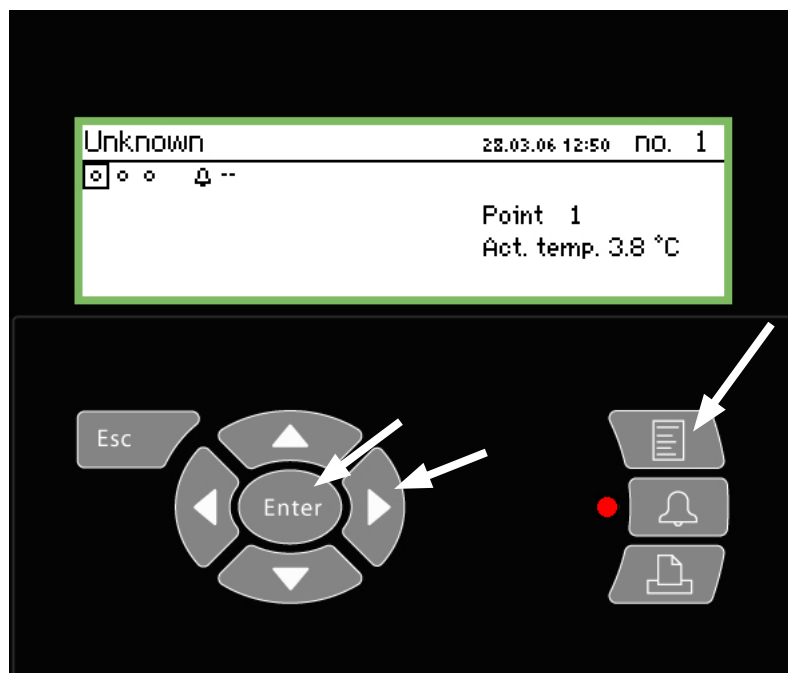 Unknown 28.03.06 12:50 no. 1
--
Point 1
Act. temp. 3.8 °C
Esc
Enter